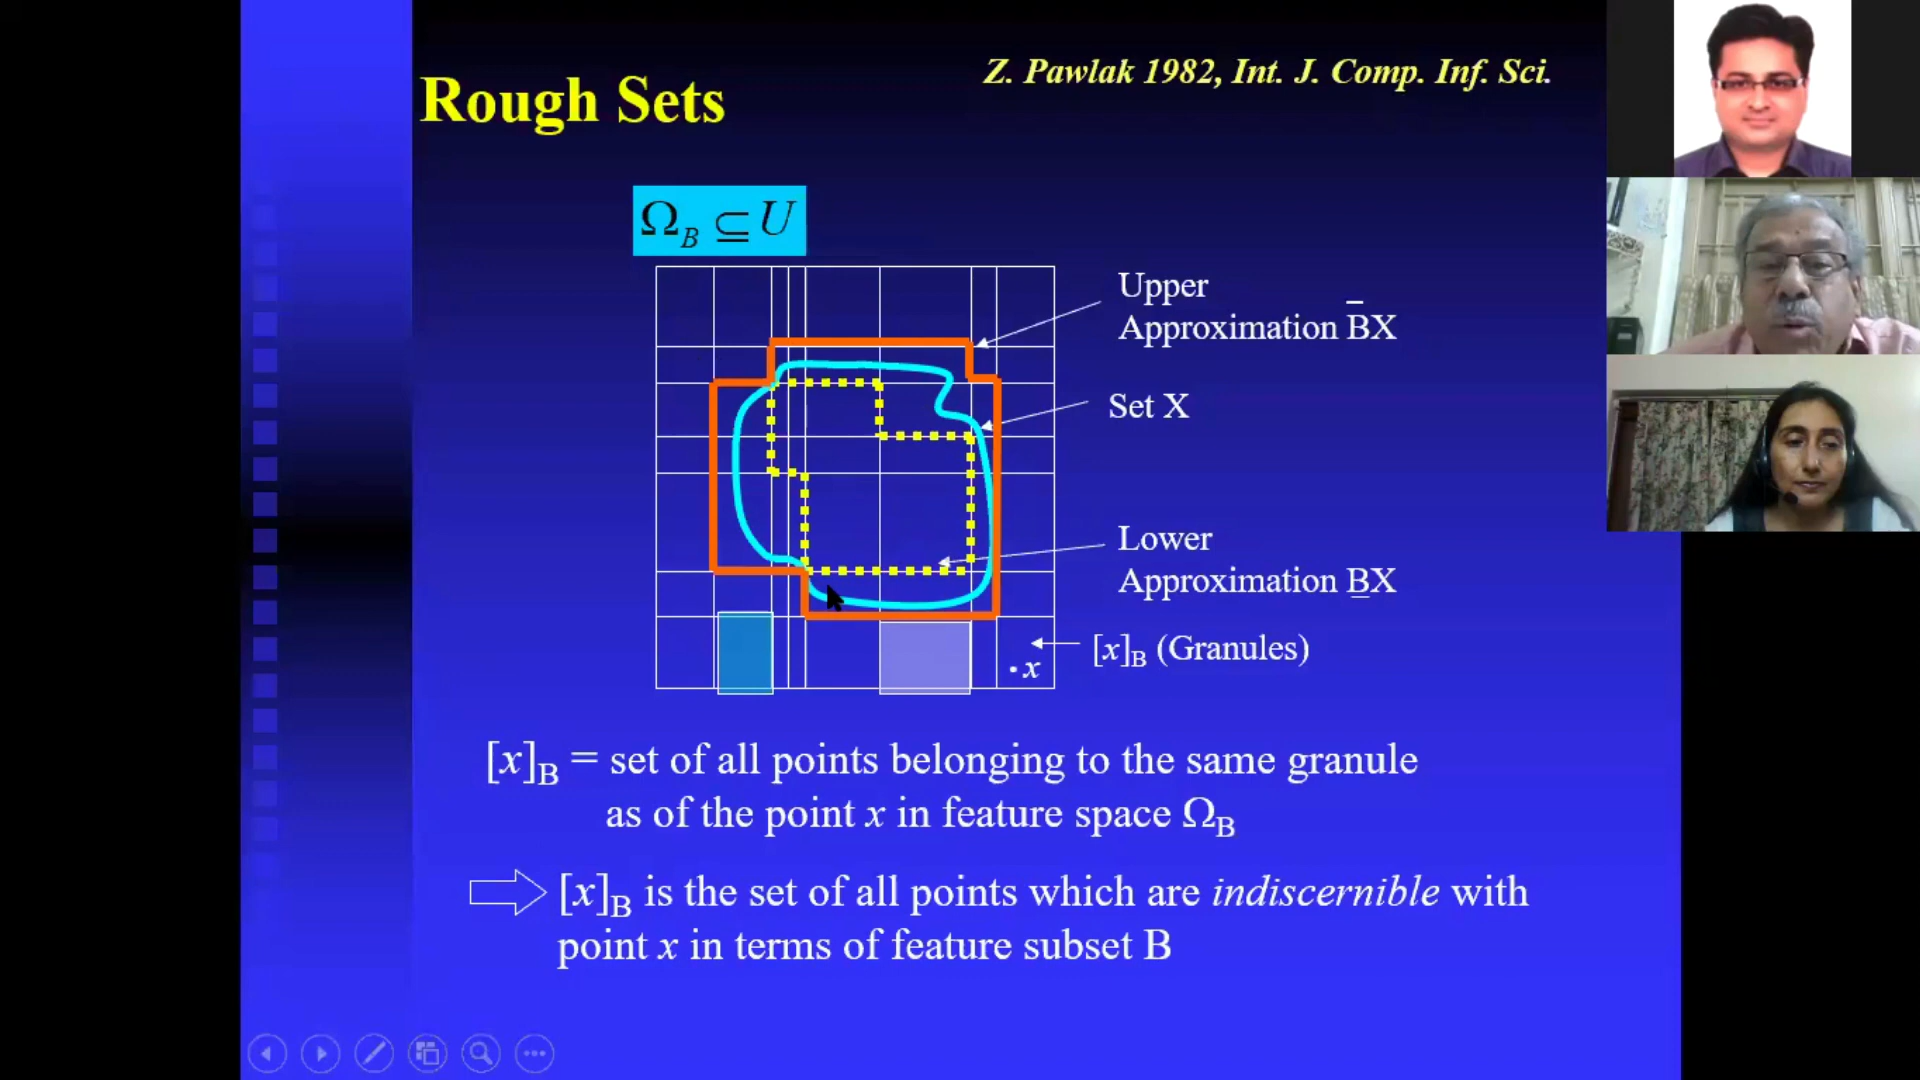 Rough Sets
Z. Pawlak 1982, Int. J. Comp. Inf. Sci.
Ω_B ⊆ U
Upper
Approximation B̅X
Set X
Lower
Approximation B̲X
[x]_B (Granules)
· x
[x]_B = set of all points belonging to the same granule
as of the point x in feature space Ω_B
[x]_B is the set of all points which are indiscernible with
point x in terms of feature subset B